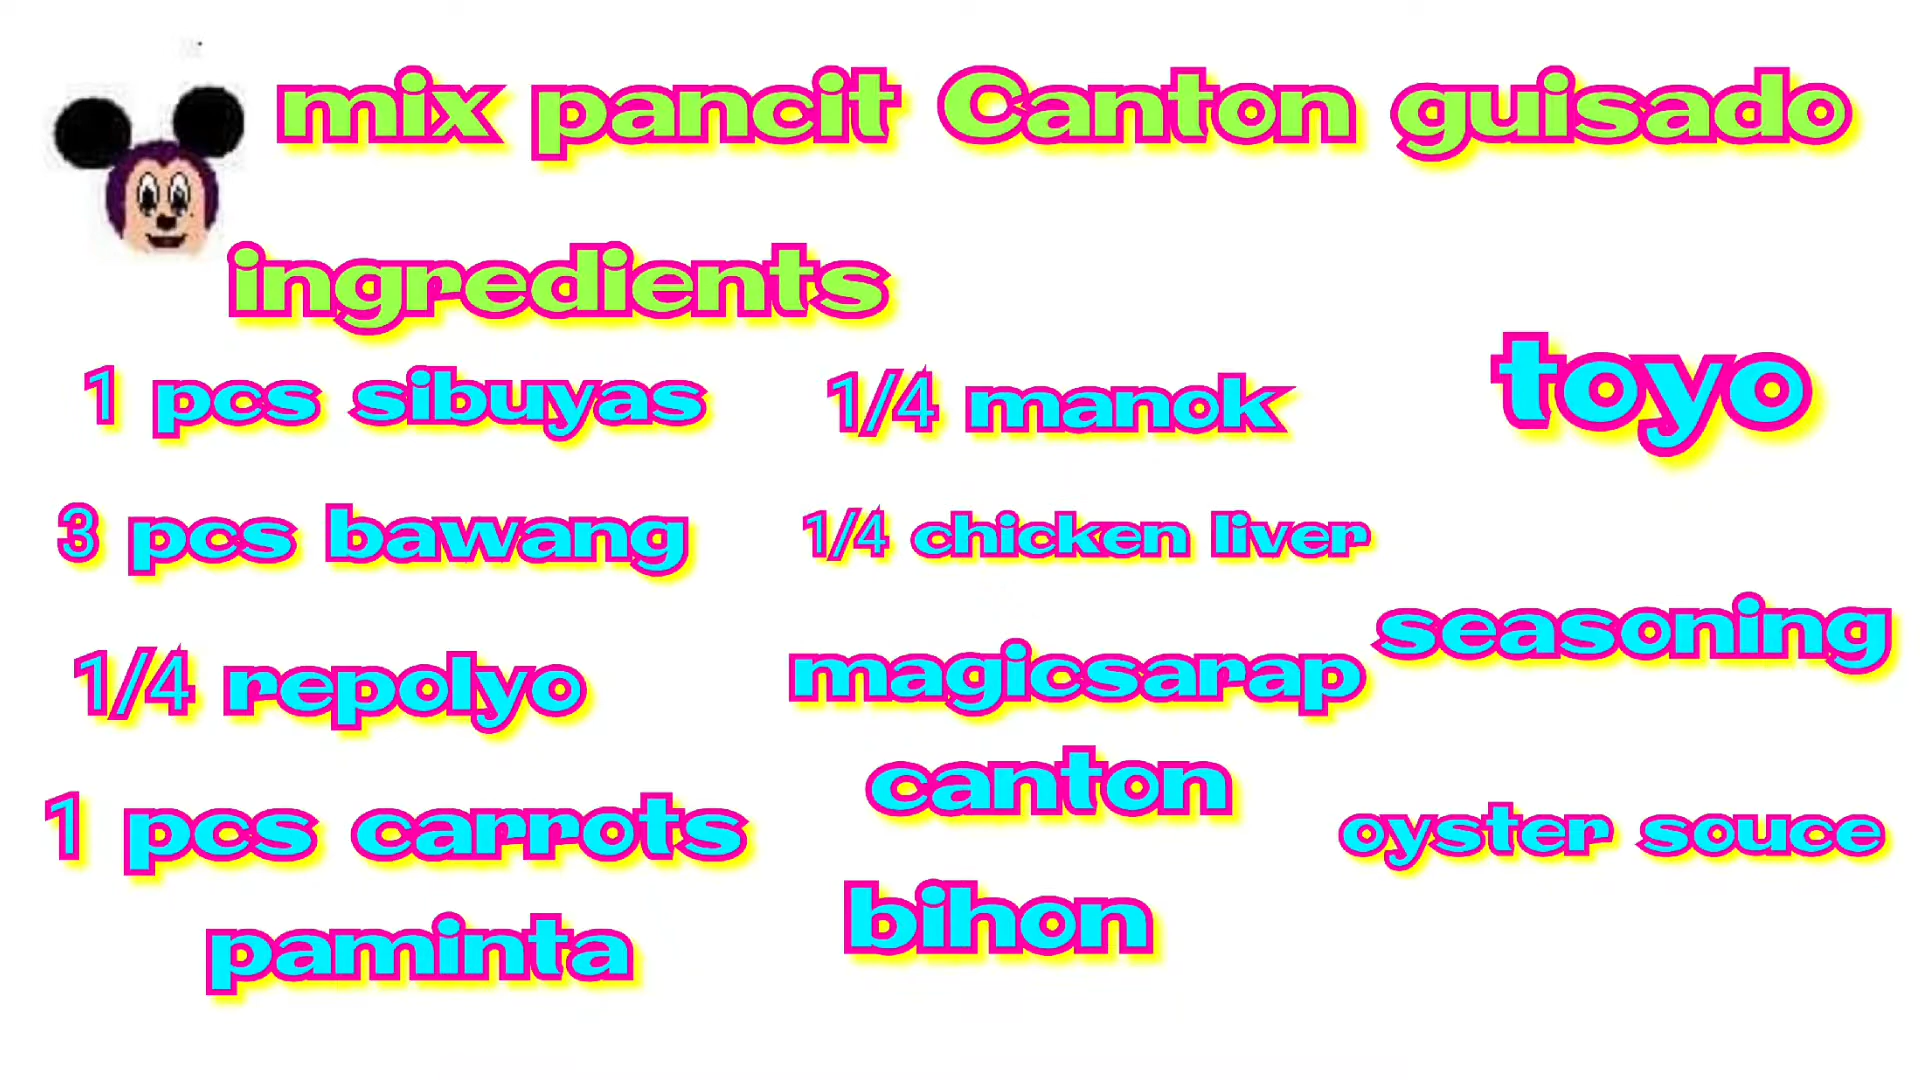 mix pancit Canton guisado
ingredients
1 pcs sibuyas
3 pcs bawang
1/4 repolyo
1 pcs carrots
paminta
1/4 manok
1/4 chicken liver
magicsarap
canton
bihon
toyo
seasoning
oyster souce